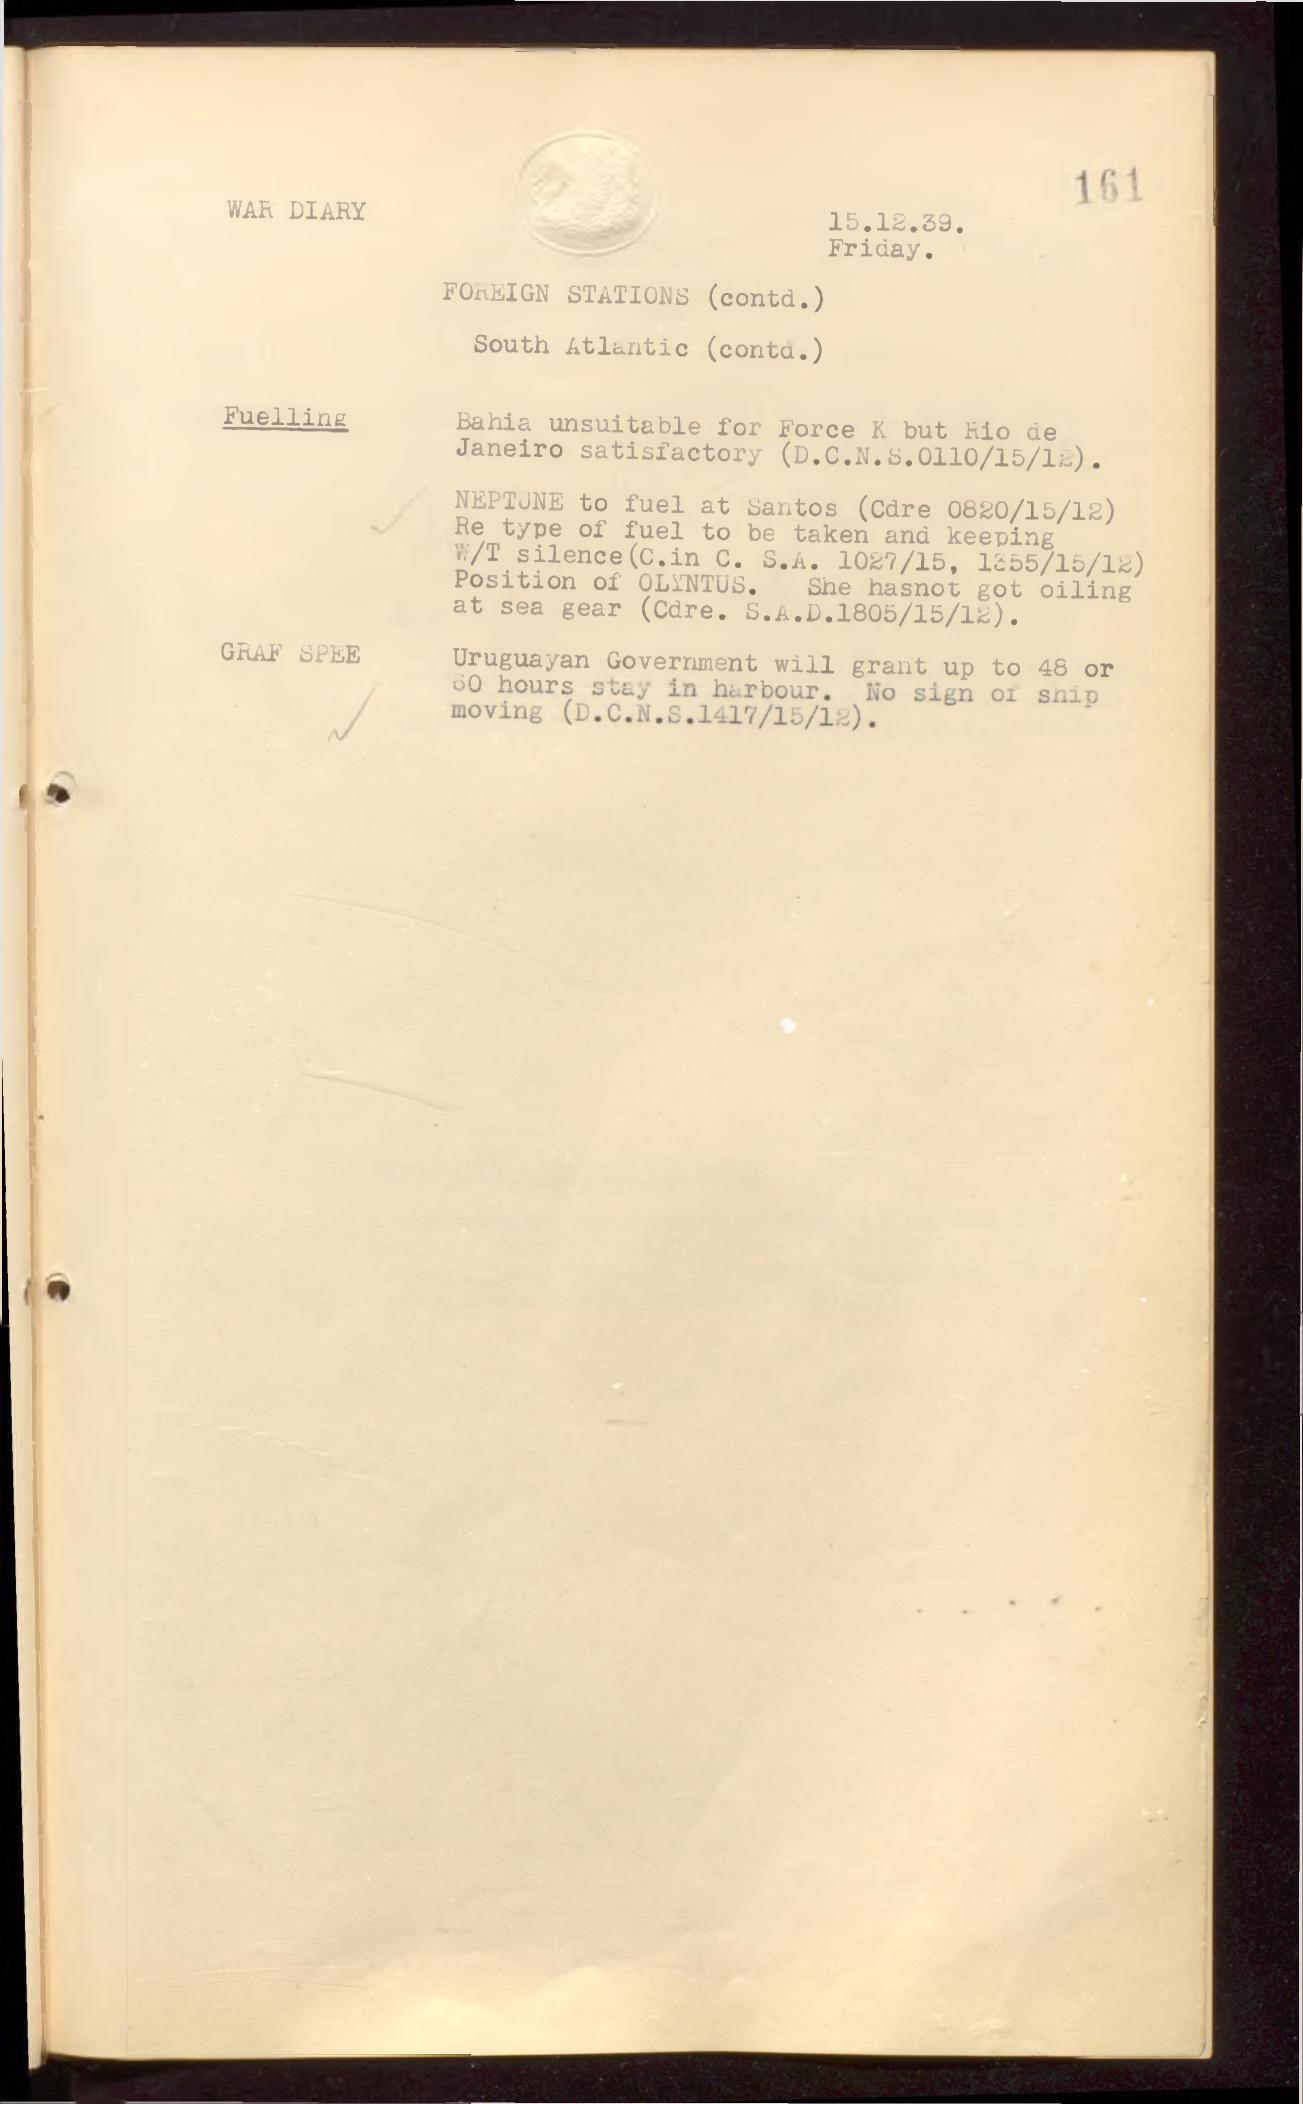 161
WAR DIARY
15.12.39.
Friday.
FOREIGN STATIONS (contd.)
South Atlantic (contd.)
Fuelling
Bahia unsuitable for Force K but Rio de
Janeiro satisfactory (D.C.N.S.0110/15/12).
NEPTUNE to fuel at Santos (Cdre 0820/15/12)
Re type of fuel to be taken and keeping
W/T silence(C.in C. S.A. 1027/15, 1355/15/12)
Position of OLYNTUS. She hasnot got oiling
at sea gear (Cdre. S.A.D.1805/15/12).
GRAF SPEE
Uruguayan Government will grant up to 48 or
60 hours stay in harbour. No sign of ship
moving (D.C.N.S.1417/15/12).